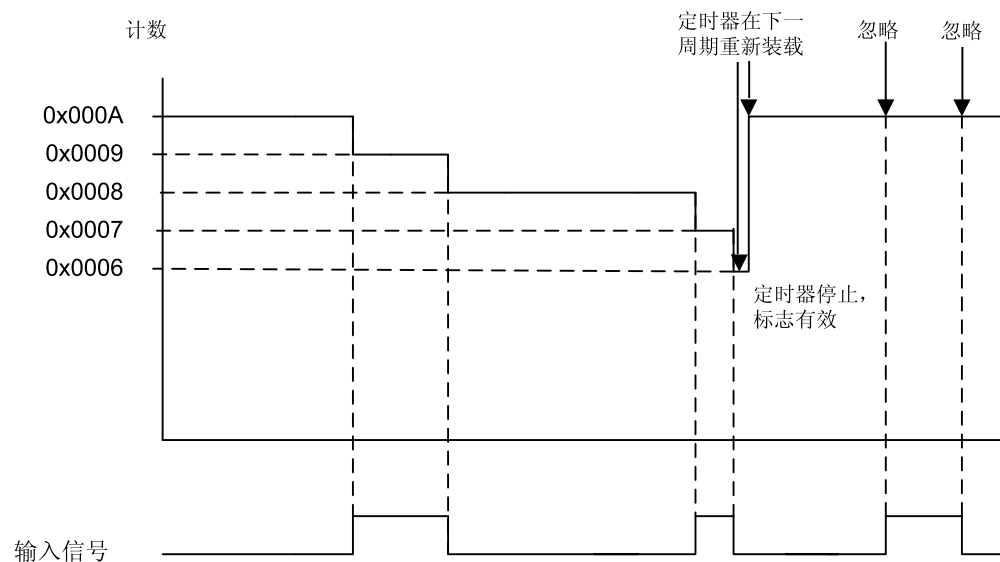 计数
定时器在下一
周期重新装载
忽略
忽略
0x000A
0x0009
0x0008
0x0007
0x0006
定时器停止，
标志有效
输入信号